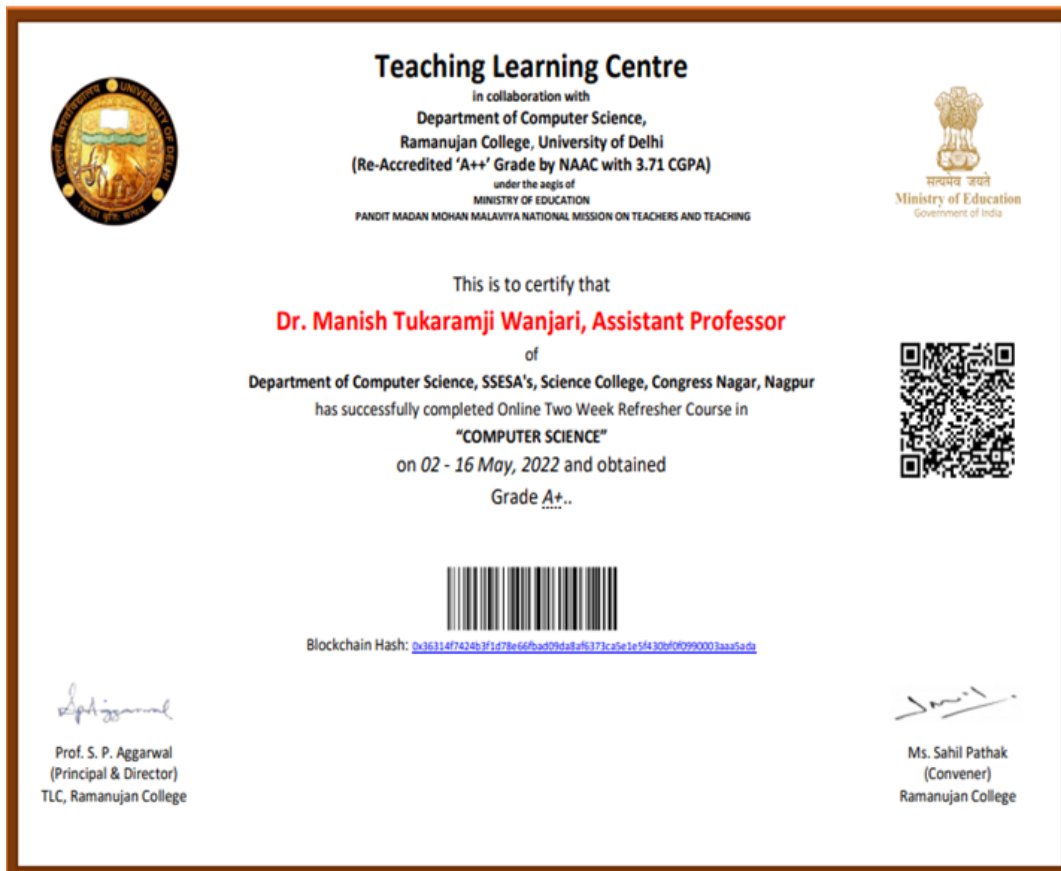 Teaching Learning Centre
in collaboration with
Department of Computer Science,
Ramanujan College, University of Delhi
(Re-Accredited 'A++' Grade by NAAC with 3.71 CGPA)
under the aegis of
MINISTRY OF EDUCATION
PANDIT MADAN MOHAN MALAVIYA NATIONAL MISSION ON TEACHERS AND TEACHING
UNIVERSITY OF DELHI
सत्यमेव जयते
Ministry of Education
Government of India
This is to certify that
Dr. Manish Tukaramji Wanjari, Assistant Professor
of
Department of Computer Science, SSESA's, Science College, Congress Nagar, Nagpur
has successfully completed Online Two Week Refresher Course in
"COMPUTER SCIENCE"
on 02 - 16 May, 2022 and obtained
Grade A+..
Blockchain Hash:
Prof. S. P. Aggarwal
(Principal & Director)
TLC, Ramanujan College
Ms. Sahil Pathak
(Convener)
Ramanujan College